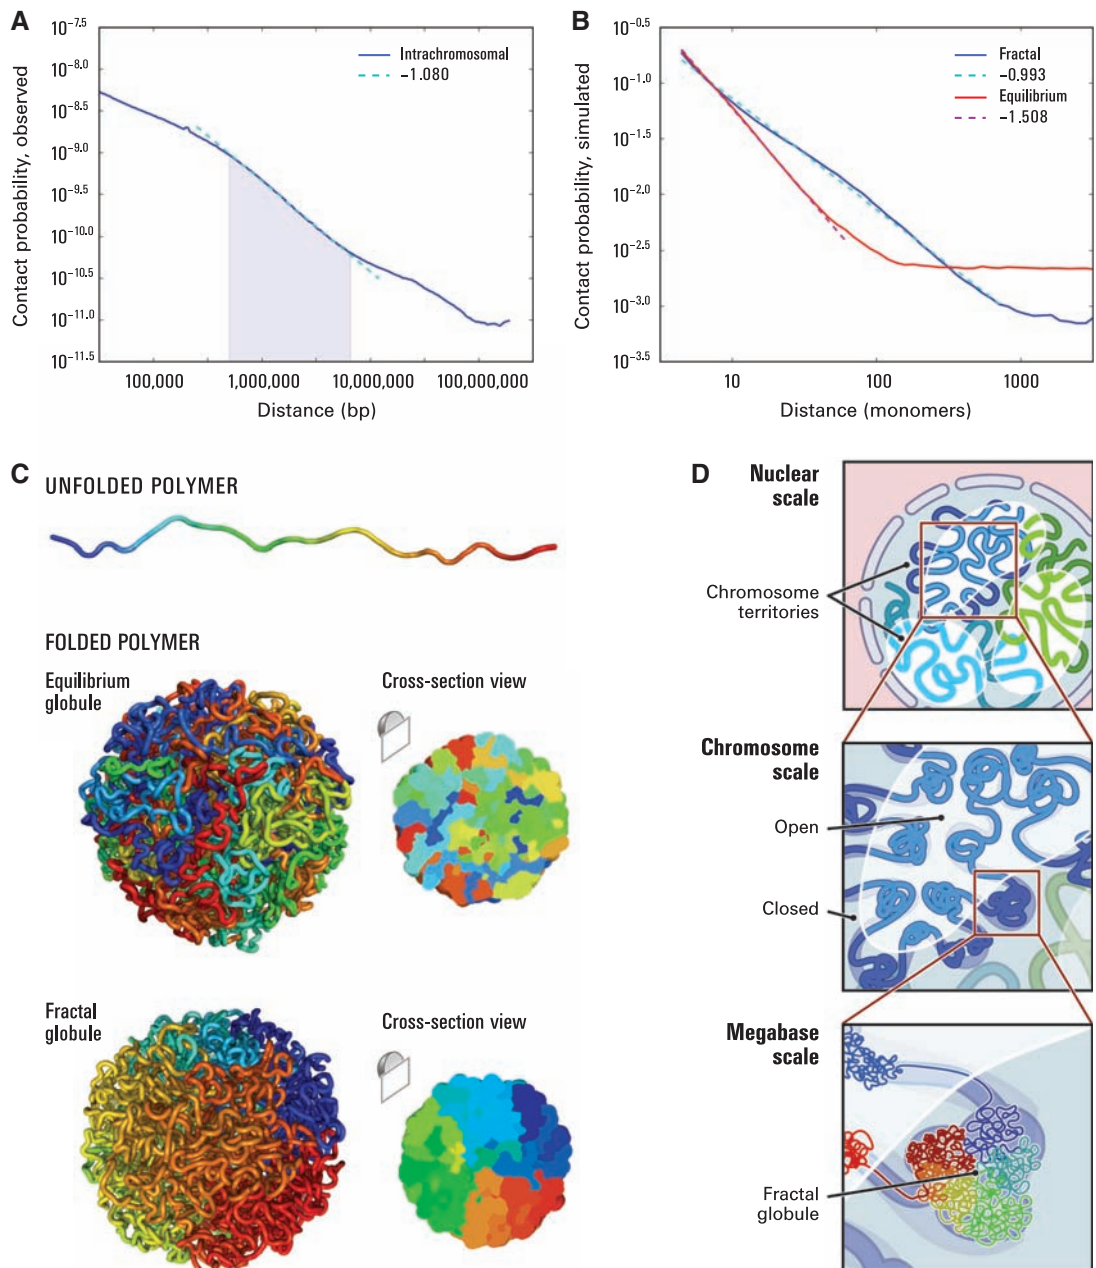 A
Contact probability, observed
10^−7.5
10^−8.0
10^−8.5
10^−9.0
10^−9.5
10^−10.0
10^−10.5
10^−11.0
10^−11.5
Intrachromosomal
−1.080
100,000
1,000,000
10,000,000
100,000,000
Distance (bp)
B
Contact probability, simulated
10^−0.5
10^−1.0
10^−1.5
10^−2.0
10^−2.5
10^−3.0
10^−3.5
Fractal
−0.993
Equilibrium
−1.508
10
100
1000
Distance (monomers)
C
UNFOLDED POLYMER
FOLDED POLYMER
Equilibrium
globule
Cross-section view
Fractal
globule
Cross-section view
D
Nuclear
scale
Chromosome
territories
Chromosome
scale
Open
Closed
Megabase
scale
Fractal
globule